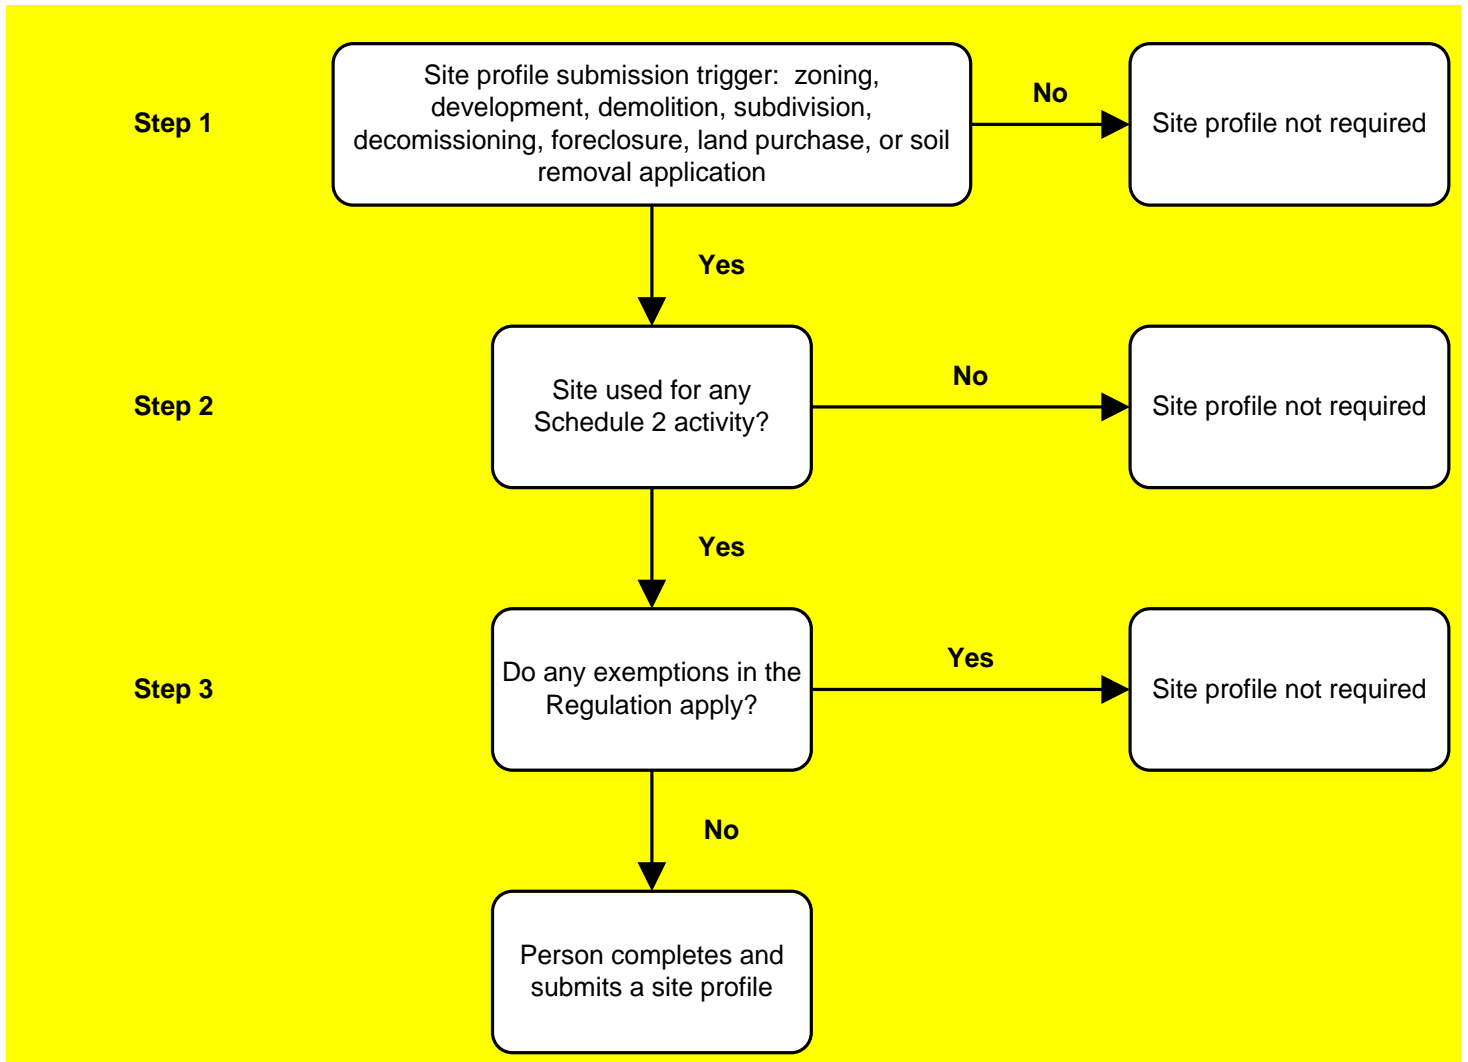 Step 1
Site profile submission trigger: zoning,
development, demolition, subdivision,
decomissioning, foreclosure, land purchase, or soil
removal application
No
Site profile not required
Yes
Step 2
Site used for any
Schedule 2 activity?
No
Site profile not required
Yes
Step 3
Do any exemptions in the
Regulation apply?
Yes
Site profile not required
No
Person completes and
submits a site profile